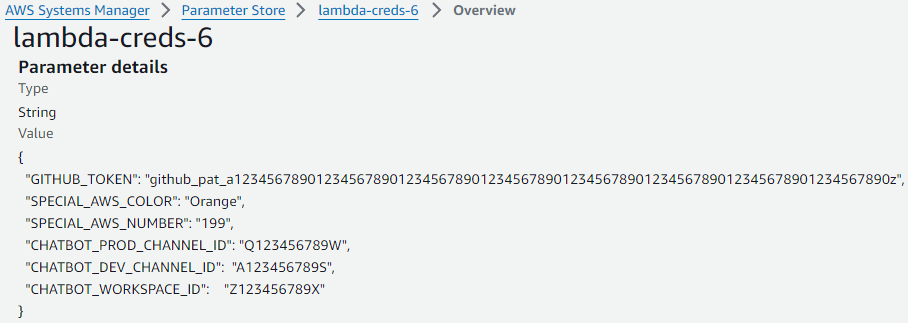 AWS Systems Manager > Parameter Store > lambda-creds-6 > Overview
lambda-creds-6
Parameter details
Type
String
Value
{
"GITHUB_TOKEN": "github_pat_a1234567890123456789012345678901234567890123456789012345678901234567890z",
"SPECIAL_AWS_COLOR": "Orange",
"SPECIAL_AWS_NUMBER": "199",
"CHATBOT_PROD_CHANNEL_ID": "Q123456789W",
"CHATBOT_DEV_CHANNEL_ID": "A123456789S",
"CHATBOT_WORKSPACE_ID": "Z123456789X"
}